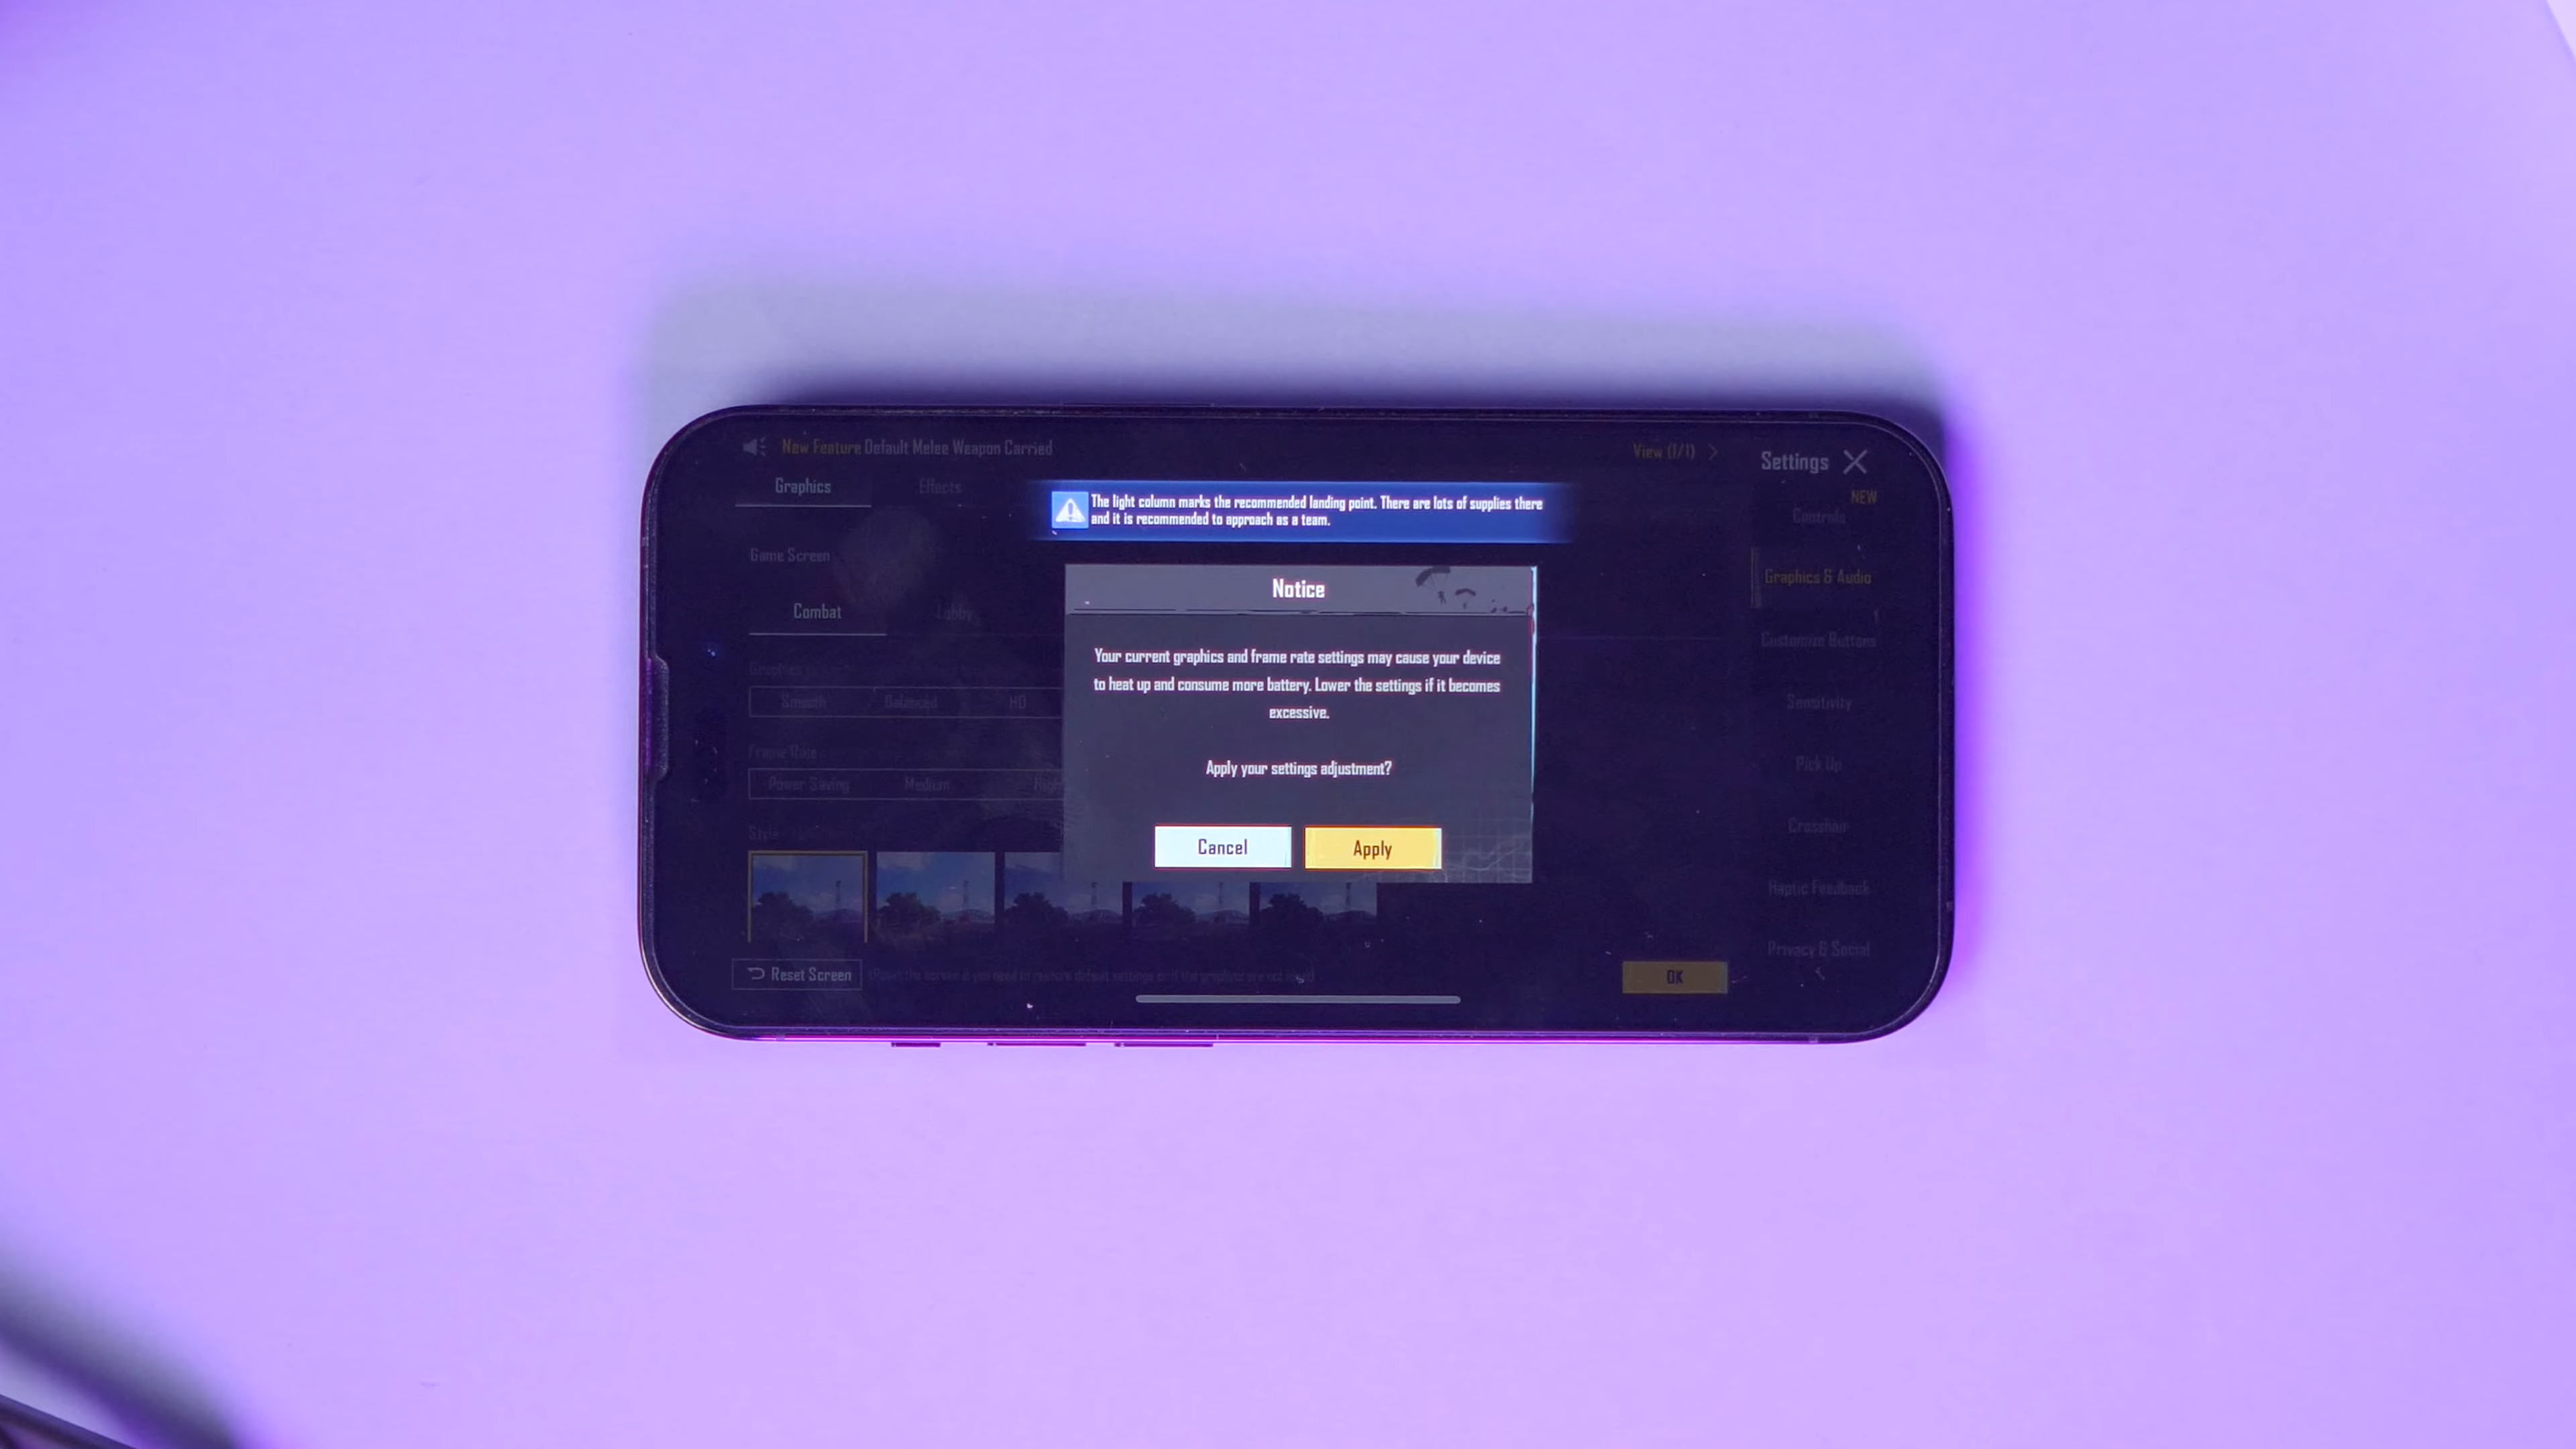 New Feature Default Melee Weapon Carried
View (1/1)
Settings
Graphics
Effects
NEW
Controls
The light column marks the recommended landing point. There are lots of supplies there
and it is recommended to approach as a team.
Game Screen
Graphics & Audio
Notice
Combat
Lobby
Customize Buttons
Your current graphics and frame rate settings may cause your device
to heat up and consume more battery. Lower the settings if it becomes
excessive.
Graphics
Smooth
Balanced
HD
Sensitivity
Frame Rate
Apply your settings adjustment?
Pick Up
Power Saving
Medium
High
Style
Crosshair
Cancel
Apply
Haptic Feedback
Privacy & Social
Reset Screen
OK